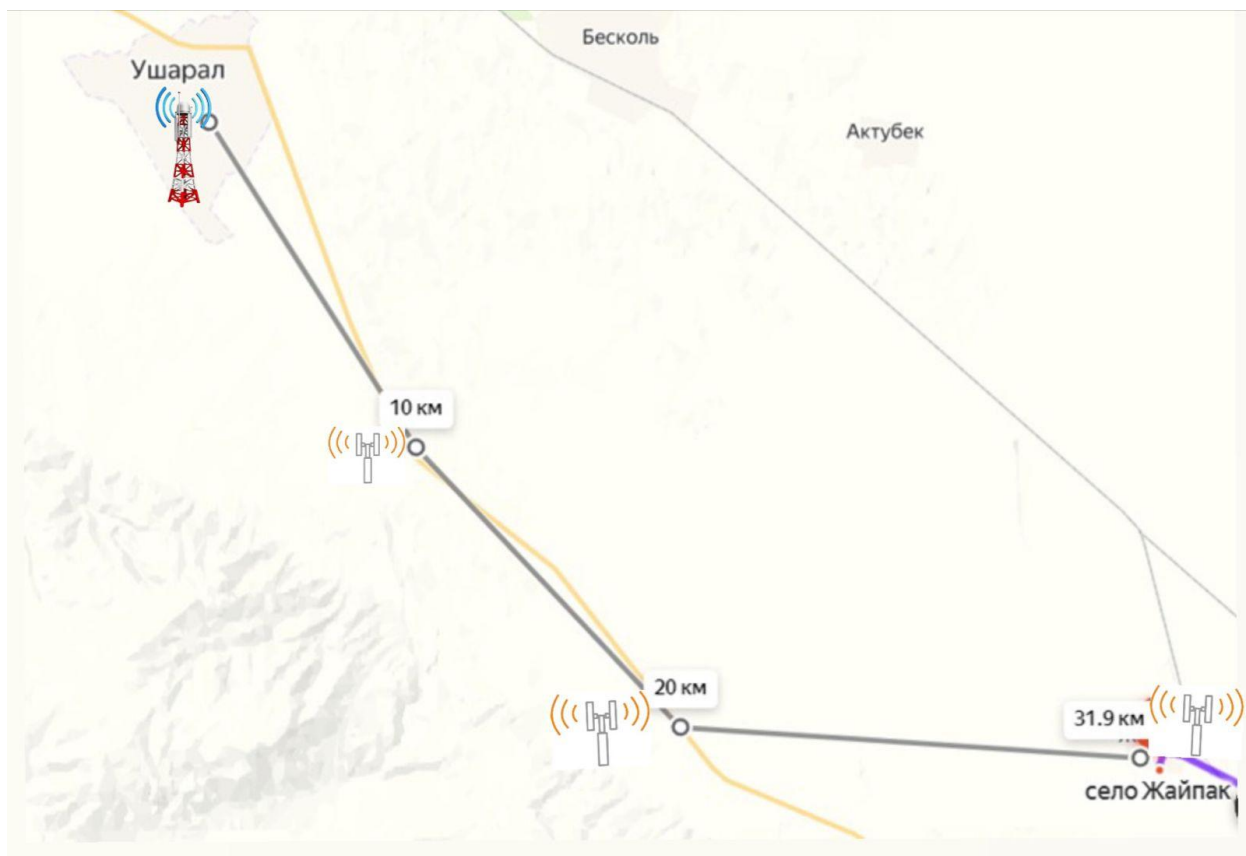 Бесколь
Ушарал
Актубек
10 км
20 км
31.9 км
село Жайпак